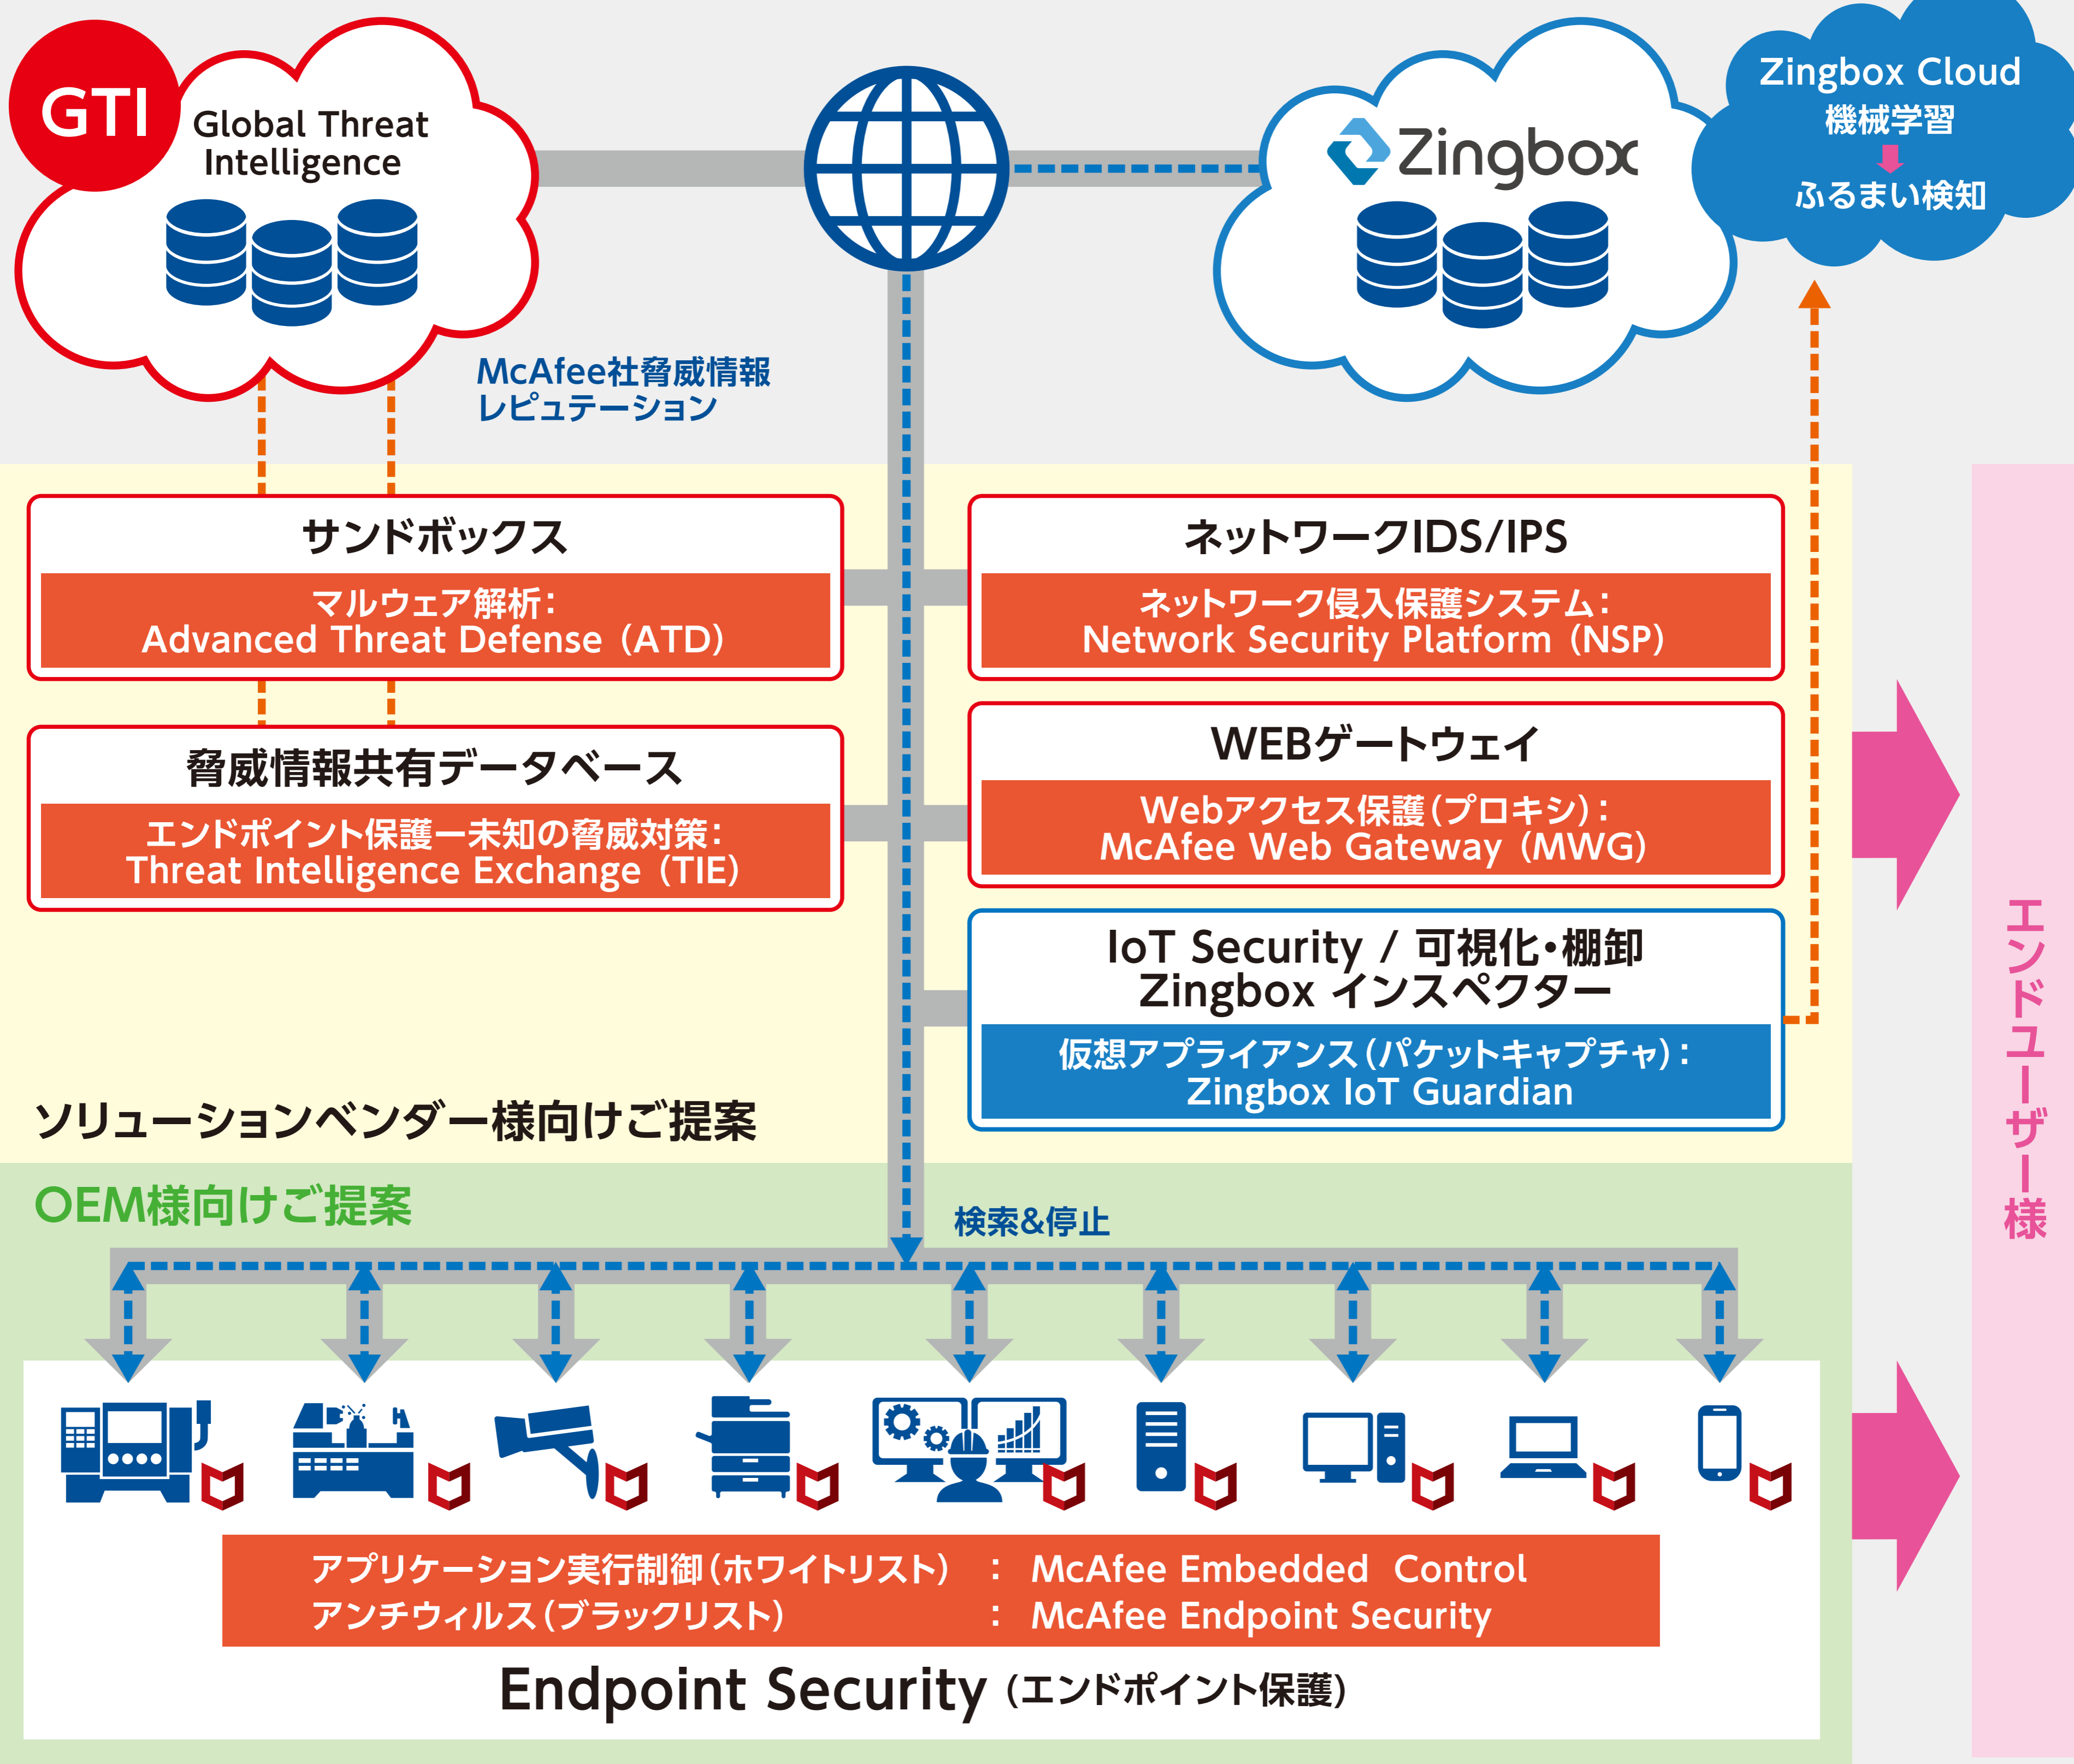 GTI
Global Threat
Intelligence
Zingbox
Zingbox Cloud
機械学習
ふるまい検知
McAfee社脅威情報
レピュテーション
サンドボックス
マルウェア解析：
Advanced Threat Defense（ATD）
脅威情報共有データベース
エンドポイント保護ー未知の脅威対策：
Threat Intelligence Exchange（TIE）
ネットワークIDS/IPS
ネットワーク侵入保護システム：
Network Security Platform（NSP）
WEBゲートウェイ
Webアクセス保護（プロキシ）：
McAfee Web Gateway（MWG）
IoT Security / 可視化・棚卸
Zingbox インスペクター
仮想アプライアンス（パケットキャプチャ）：
Zingbox IoT Guardian
ソリューションベンダー様向けご提案
OEM様向けご提案
検索&停止
エンドユーザー様
アプリケーション実行制御（ホワイトリスト） ： McAfee Embedded Control
アンチウィルス（ブラックリスト） ： McAfee Endpoint Security
Endpoint Security (エンドポイント保護)